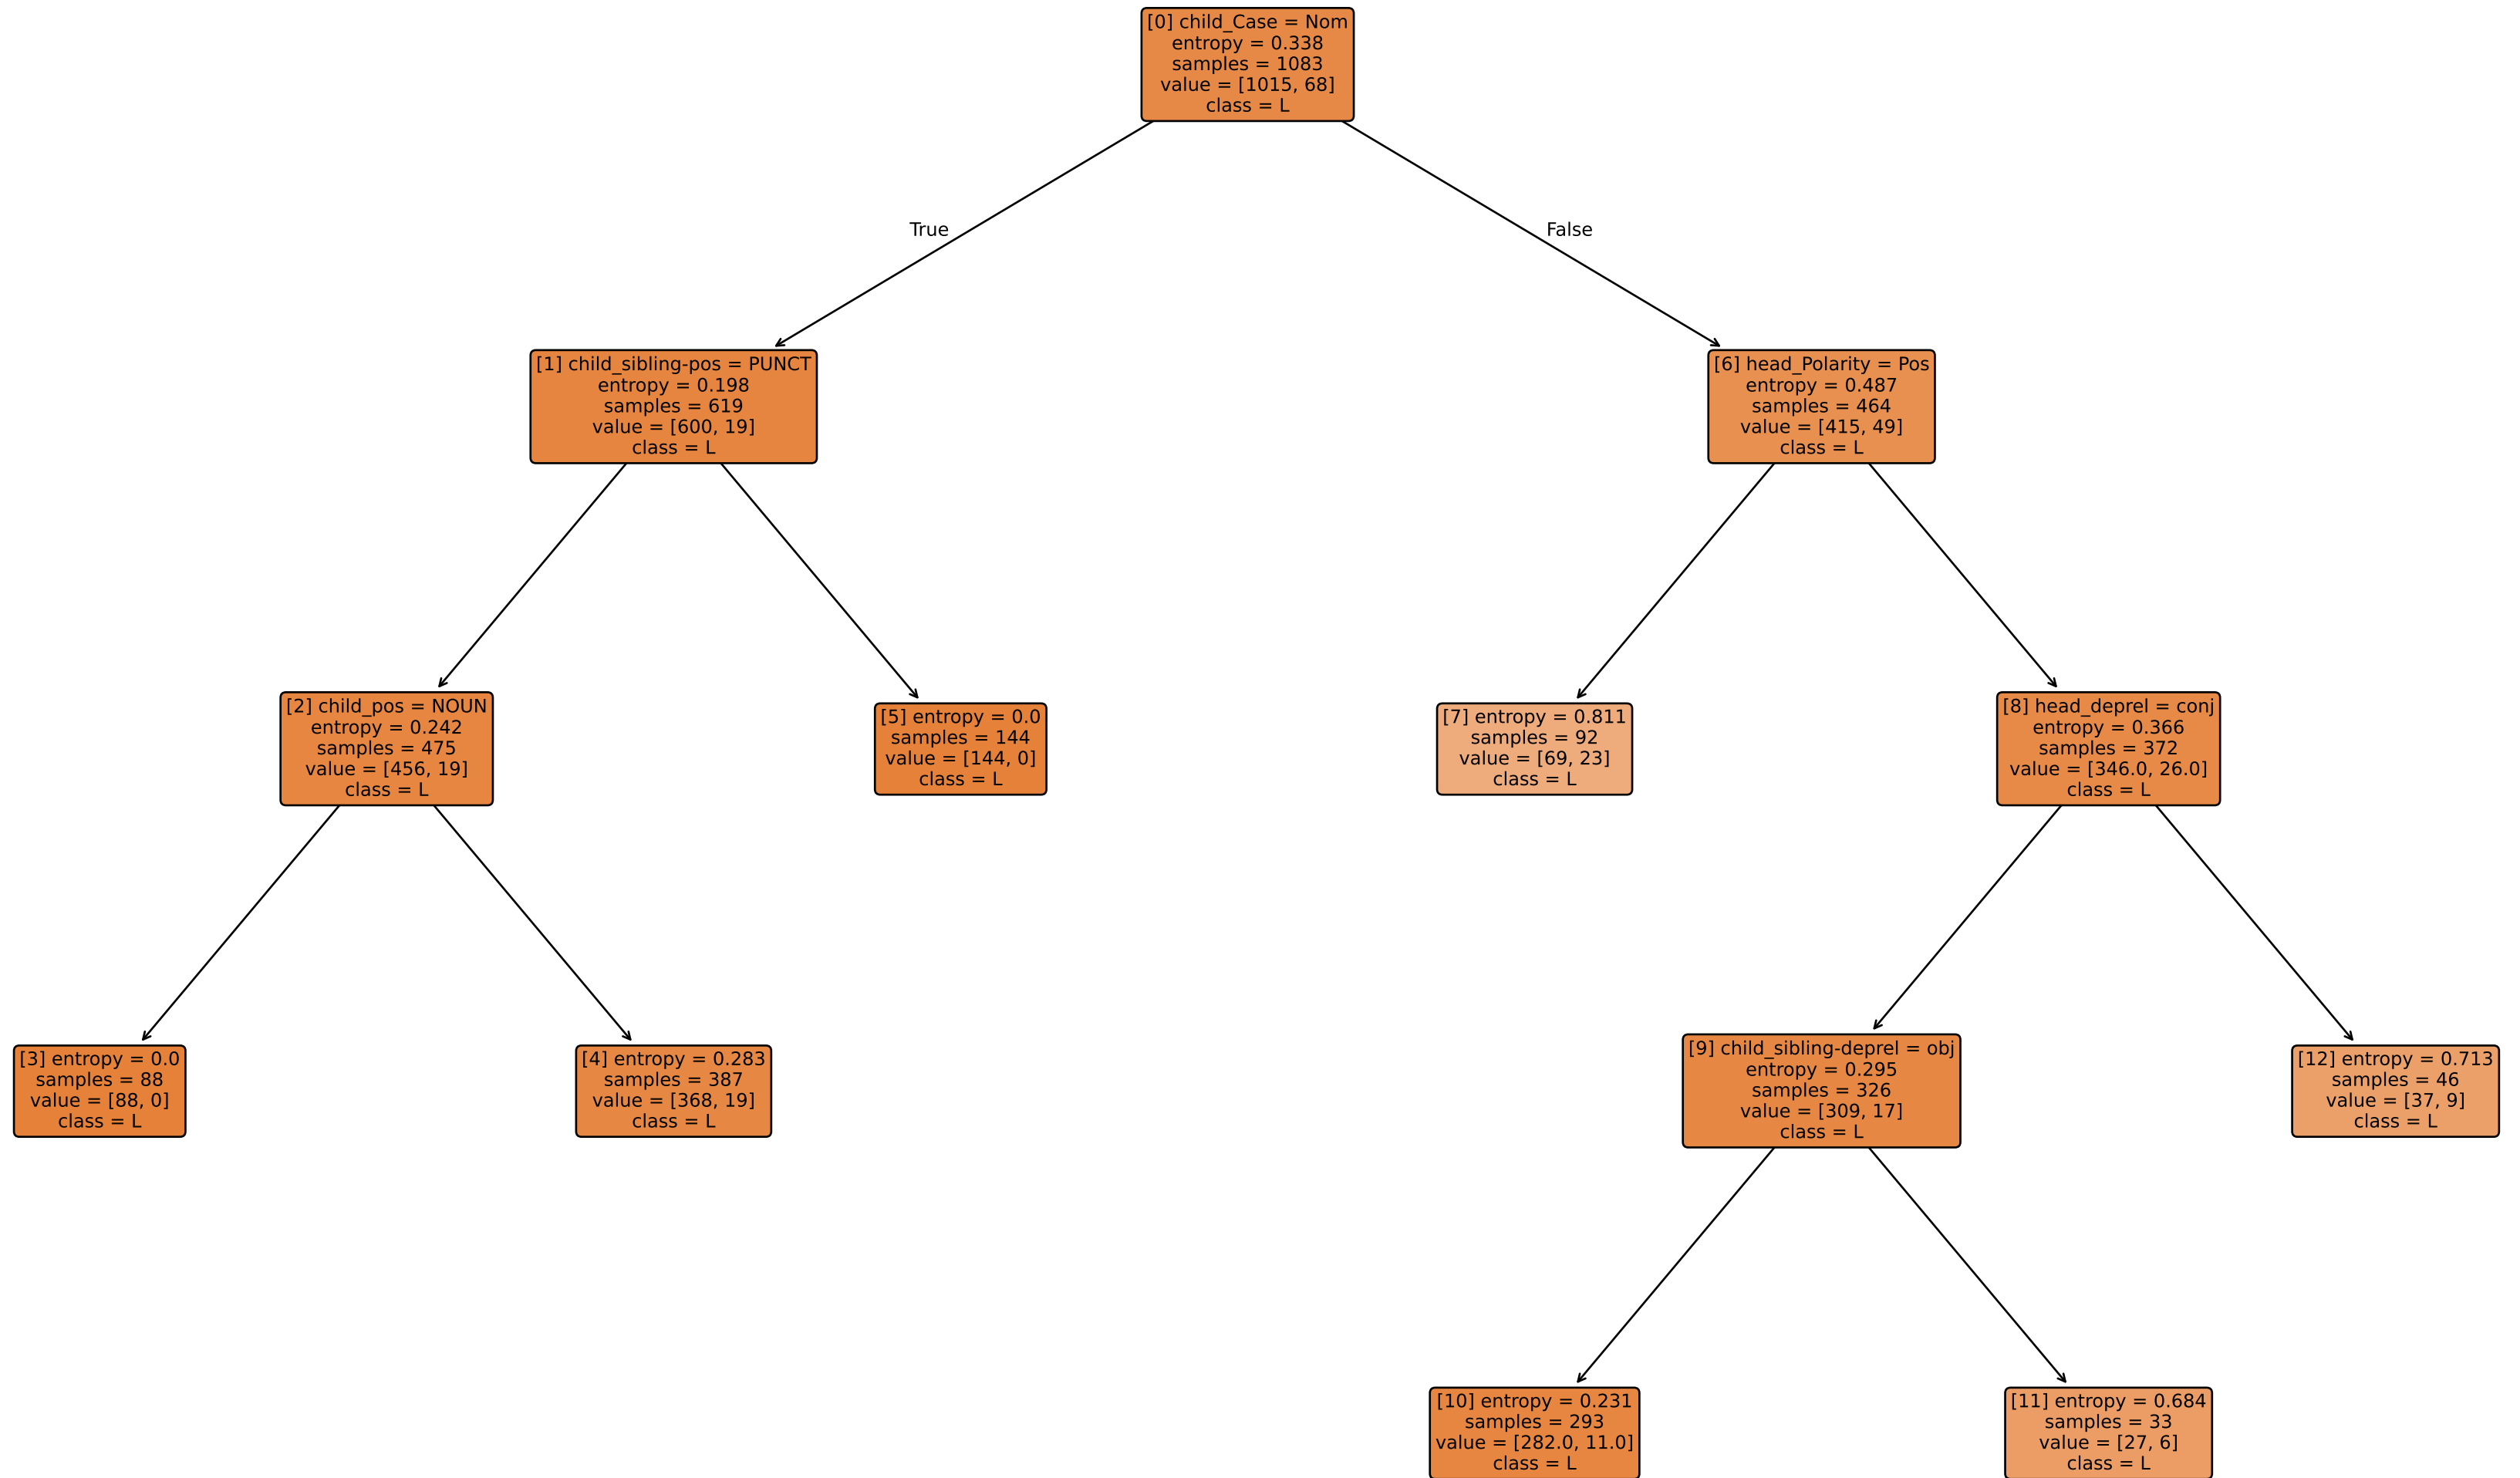 [0] child_Case = Nom
entropy = 0.338
samples = 1083
value = [1015, 68]
class = L
True
False
[1] child_sibling-pos = PUNCT
entropy = 0.198
samples = 619
value = [600, 19]
class = L
[6] head_Polarity = Pos
entropy = 0.487
samples = 464
value = [415, 49]
class = L
[2] child_pos = NOUN
entropy = 0.242
samples = 475
value = [456, 19]
class = L
[5] entropy = 0.0
samples = 144
value = [144, 0]
class = L
[7] entropy = 0.811
samples = 92
value = [69, 23]
class = L
[8] head_deprel = conj
entropy = 0.366
samples = 372
value = [346.0, 26.0]
class = L
[3] entropy = 0.0
samples = 88
value = [88, 0]
class = L
[4] entropy = 0.283
samples = 387
value = [368, 19]
class = L
[9] child_sibling-deprel = obj
entropy = 0.295
samples = 326
value = [309, 17]
class = L
[12] entropy = 0.713
samples = 46
value = [37, 9]
class = L
[10] entropy = 0.231
samples = 293
value = [282.0, 11.0]
class = L
[11] entropy = 0.684
samples = 33
value = [27, 6]
class = L